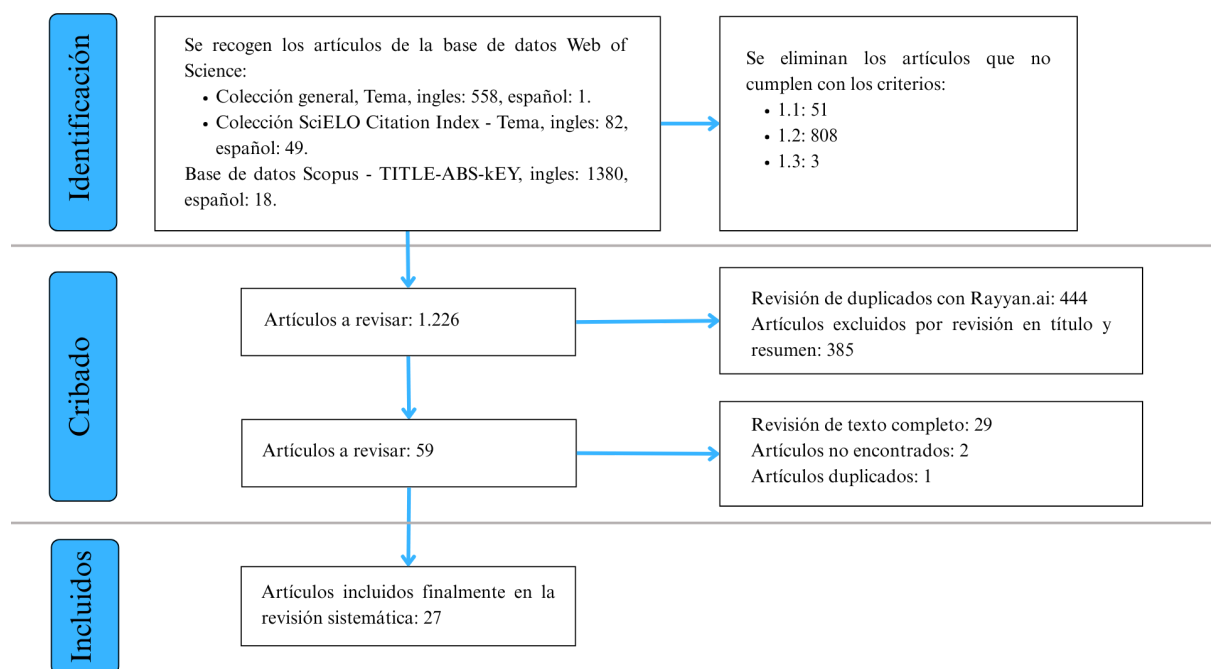 Identificación
Se recogen los artículos de la base de datos Web of
Science:
• Colección general, Tema, ingles: 558, español: 1.
• Colección SciELO Citation Index - Tema, ingles: 82,
español: 49.
Base de datos Scopus - TITLE-ABS-kEY, ingles: 1380,
español: 18.
Se eliminan los artículos que no
cumplen con los criterios:
• 1.1: 51
• 1.2: 808
• 1.3: 3
Cribado
Artículos a revisar: 1.226
Revisión de duplicados con Rayyan.ai: 444
Artículos excluidos por revisión en título y
resumen: 385
Artículos a revisar: 59
Revisión de texto completo: 29
Artículos no encontrados: 2
Artículos duplicados: 1
Incluidos
Artículos incluidos finalmente en la
revisión sistemática: 27